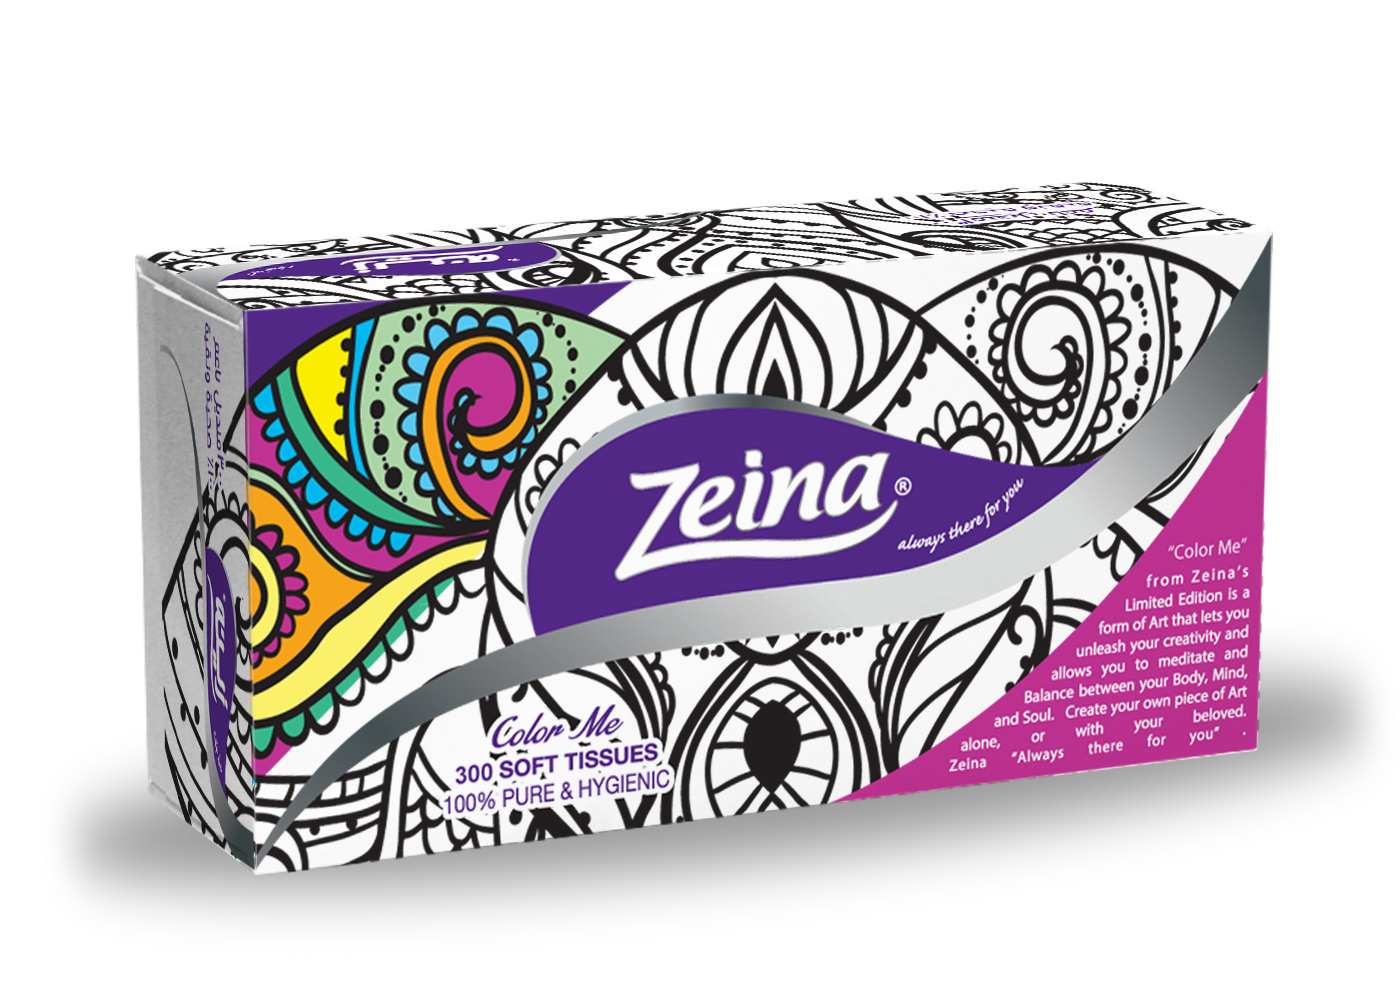 زينة
Zeina®
always there for you
Color Me
300 SOFT TISSUES
100% PURE & HYGIENIC
"Color Me"
from Zeina's
Limited Edition is a
form of Art that lets you
unleash your creativity and
allows you to meditate and
Balance between your Body, Mind,
and Soul. Create your own piece of Art
alone, or with your beloved.
Zeina "Always there for you" .
زينة